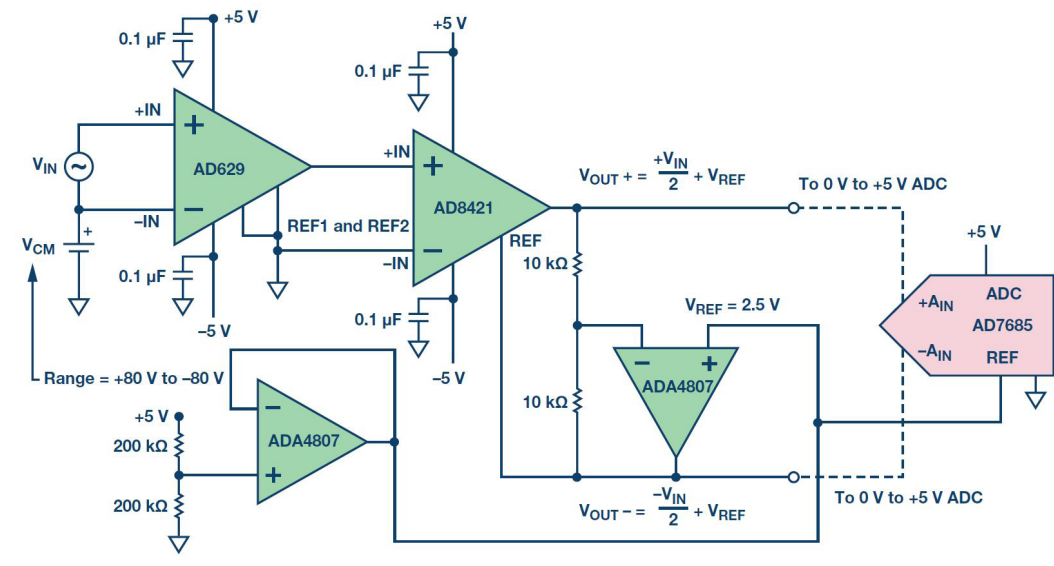 +5 V
0.1 µF
+IN
VIN
~
AD629
–IN
+
VCM
0.1 µF
–5 V
Range = +80 V to –80 V
+5 V
0.1 µF
+IN
AD8421
REF1 and REF2
–IN
REF
0.1 µF
–5 V
VOUT + = +VIN/2 + VREF
To 0 V to +5 V ADC
10 kΩ
VREF = 2.5 V
– +
ADA4807
10 kΩ
+5 V
+AIN
ADC
AD7685
–AIN
REF
+5 V
200 kΩ
200 kΩ
–
ADA4807
+
VOUT – = –VIN/2 + VREF
To 0 V to +5 V ADC